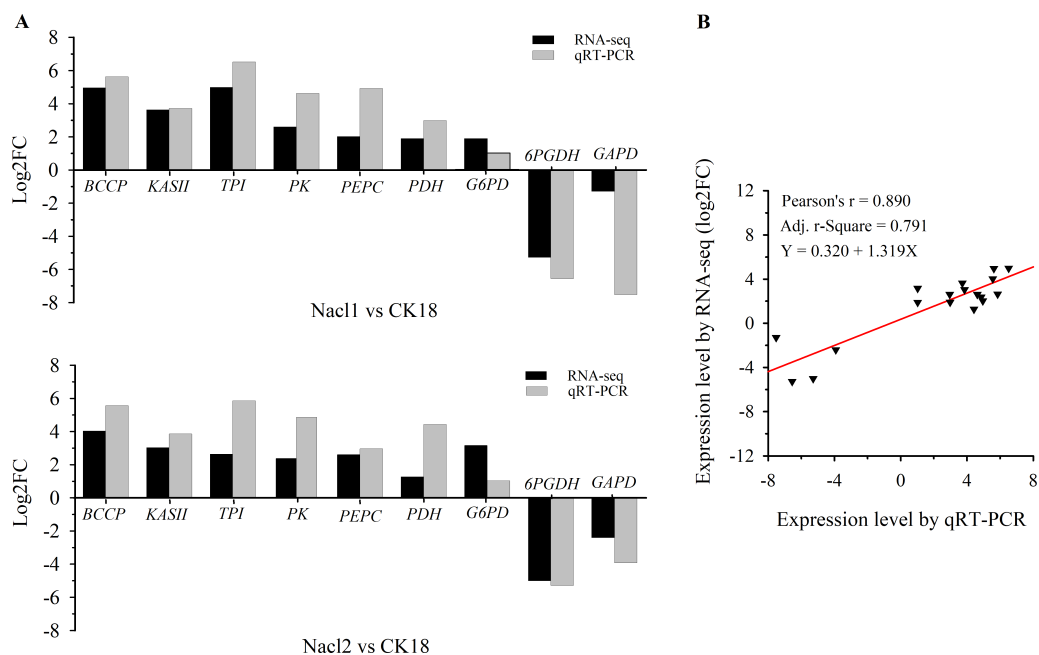 A
8
6
4
2
0
-2
-4
-6
-8
Log2FC
RNA-seq
qRT-PCR
BCCP KASII TPI PK PEPC PDH G6PD 6PGDH GAPD
Nacl1 vs CK18
8
6
4
2
0
-2
-4
-6
-8
Log2FC
RNA-seq
qRT-PCR
BCCP KASII TPI PK PEPC PDH G6PD 6PGDH GAPD
Nacl2 vs CK18
B
Expression level by RNA-seq (log2FC)
12
8
4
0
-4
-8
-12
Pearson's r = 0.890
Adj. r-Square = 0.791
Y = 0.320 + 1.319X
-8 -4 0 4 8
Expression level by qRT-PCR